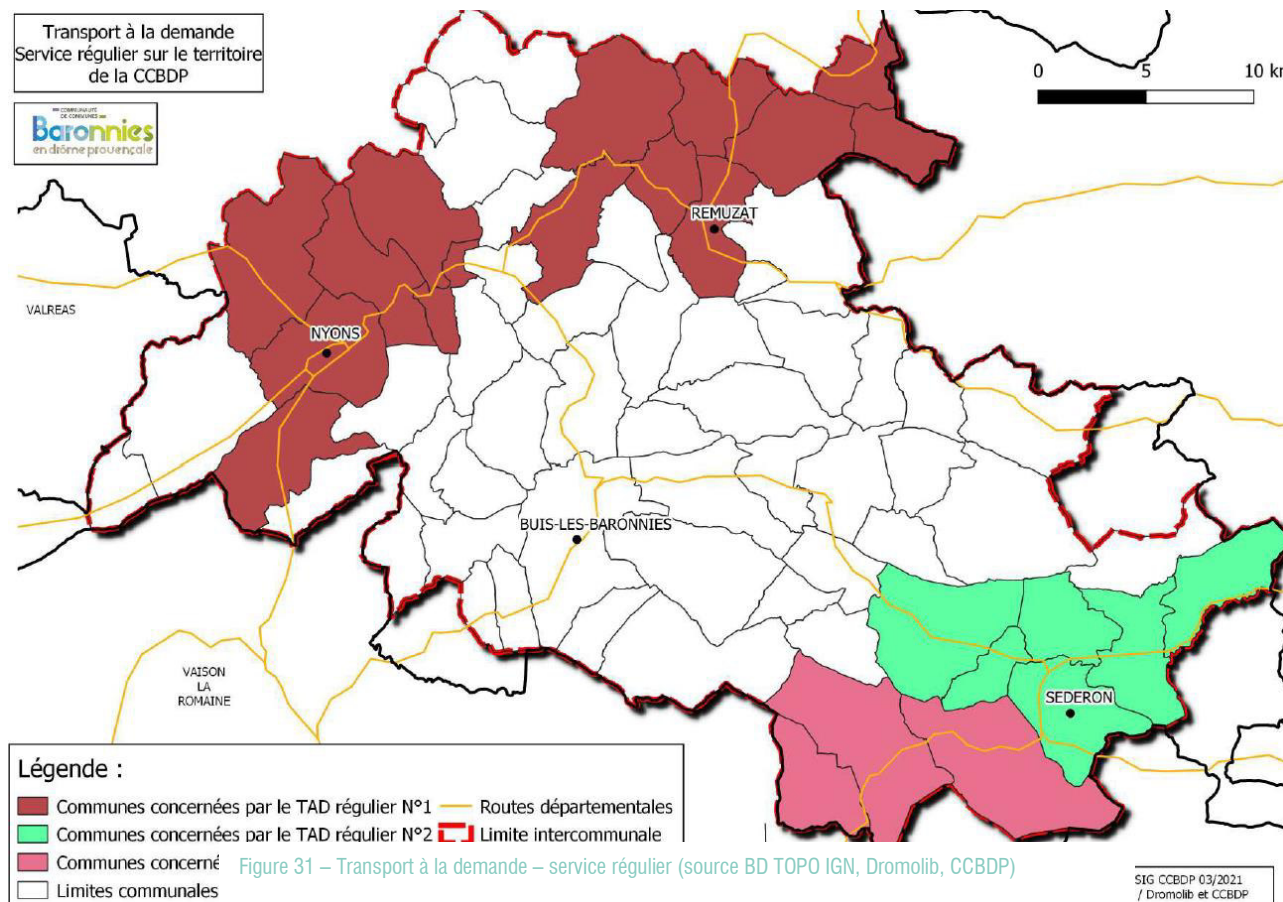 Transport à la demande
Service régulier sur le territoire
de la CCBDP
COMMUNAUTÉ
DE COMMUNES
Baronnies
en drôme provençale
0 5 10 km
REMUZAT
VALREAS
NYONS
BUIS-LES-BARONNIES
VAISON
LA
ROMAINE
SEDERON
Légende :
Communes concernées par le TAD régulier N°1
Communes concernées par le TAD régulier N°2
Communes concerné
Limites communales
Routes départementales
Limite intercommunale
Figure 31 – Transport à la demande – service régulier (source BD TOPO IGN, Dromolib, CCBDP)
SIG CCBDP 03/2021
/ Dromolib et CCBDP